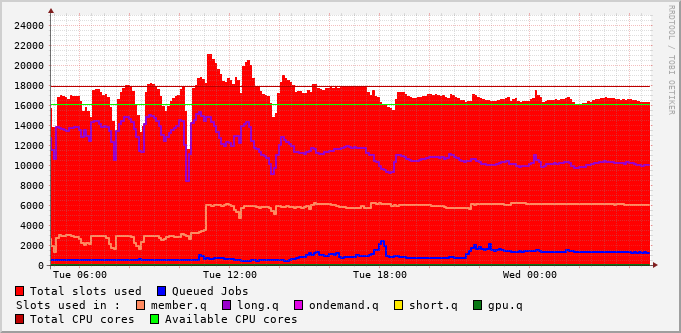 24000
22000
20000
18000
16000
14000
12000
10000
8000
6000
4000
2000
0
Tue 06:00 Tue 12:00 Tue 18:00 Wed 00:00
Total slots used Queued Jobs
Slots used in : member.q long.q ondemand.q short.q gpu.q
Total CPU cores Available CPU cores
RRDTOOL / TOBI OETIKER